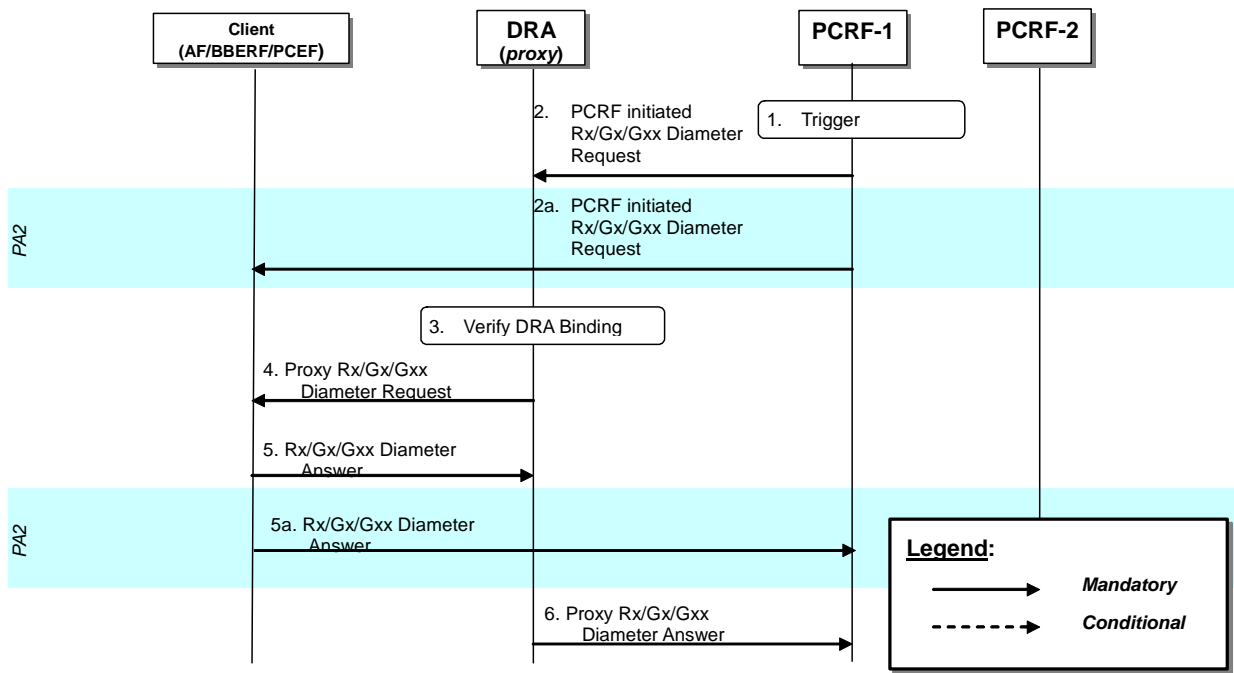 Client
(AF/BBERF/PCEF)
DRA
(proxy)
PCRF-1
PCRF-2
1. Trigger
2. PCRF initiated
Rx/Gx/Gxx Diameter
Request
PA2
2a. PCRF initiated
Rx/Gx/Gxx Diameter
Request
3. Verify DRA Binding
4. Proxy Rx/Gx/Gxx
Diameter Request
5. Rx/Gx/Gxx Diameter
Answer
PA2
5a. Rx/Gx/Gxx Diameter
Answer
6. Proxy Rx/Gx/Gxx
Diameter Answer
Legend:
Mandatory
Conditional